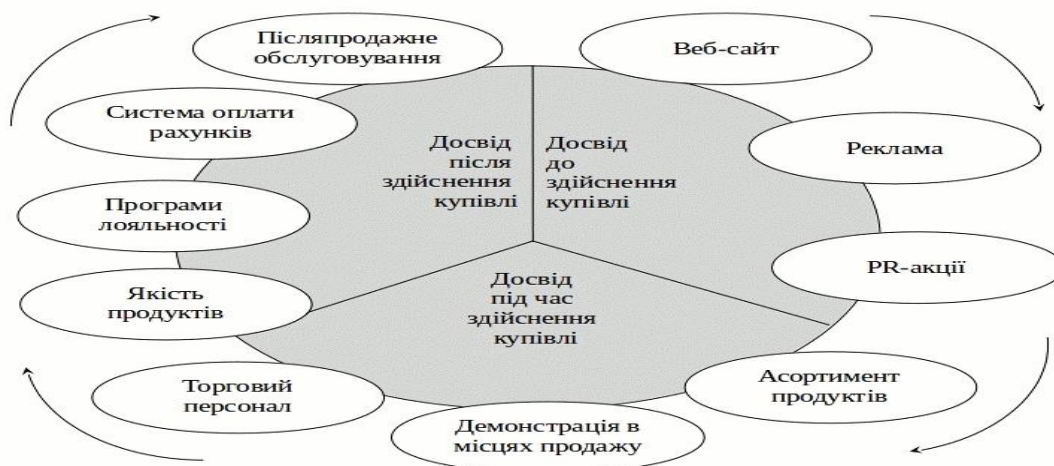 Післяпродажне
обслуговування
Веб-сайт
Система оплати
рахунків
Реклама
Досвід
після
здійснення
купівлі
Досвід
до
здійснення
купівлі
Програми
лояльності
PR-акції
Якість
продуктів
Досвід
під час
здійснення
купівлі
Торговий
персонал
Асортимент
продуктів
Демонстрація в
місцях продажу